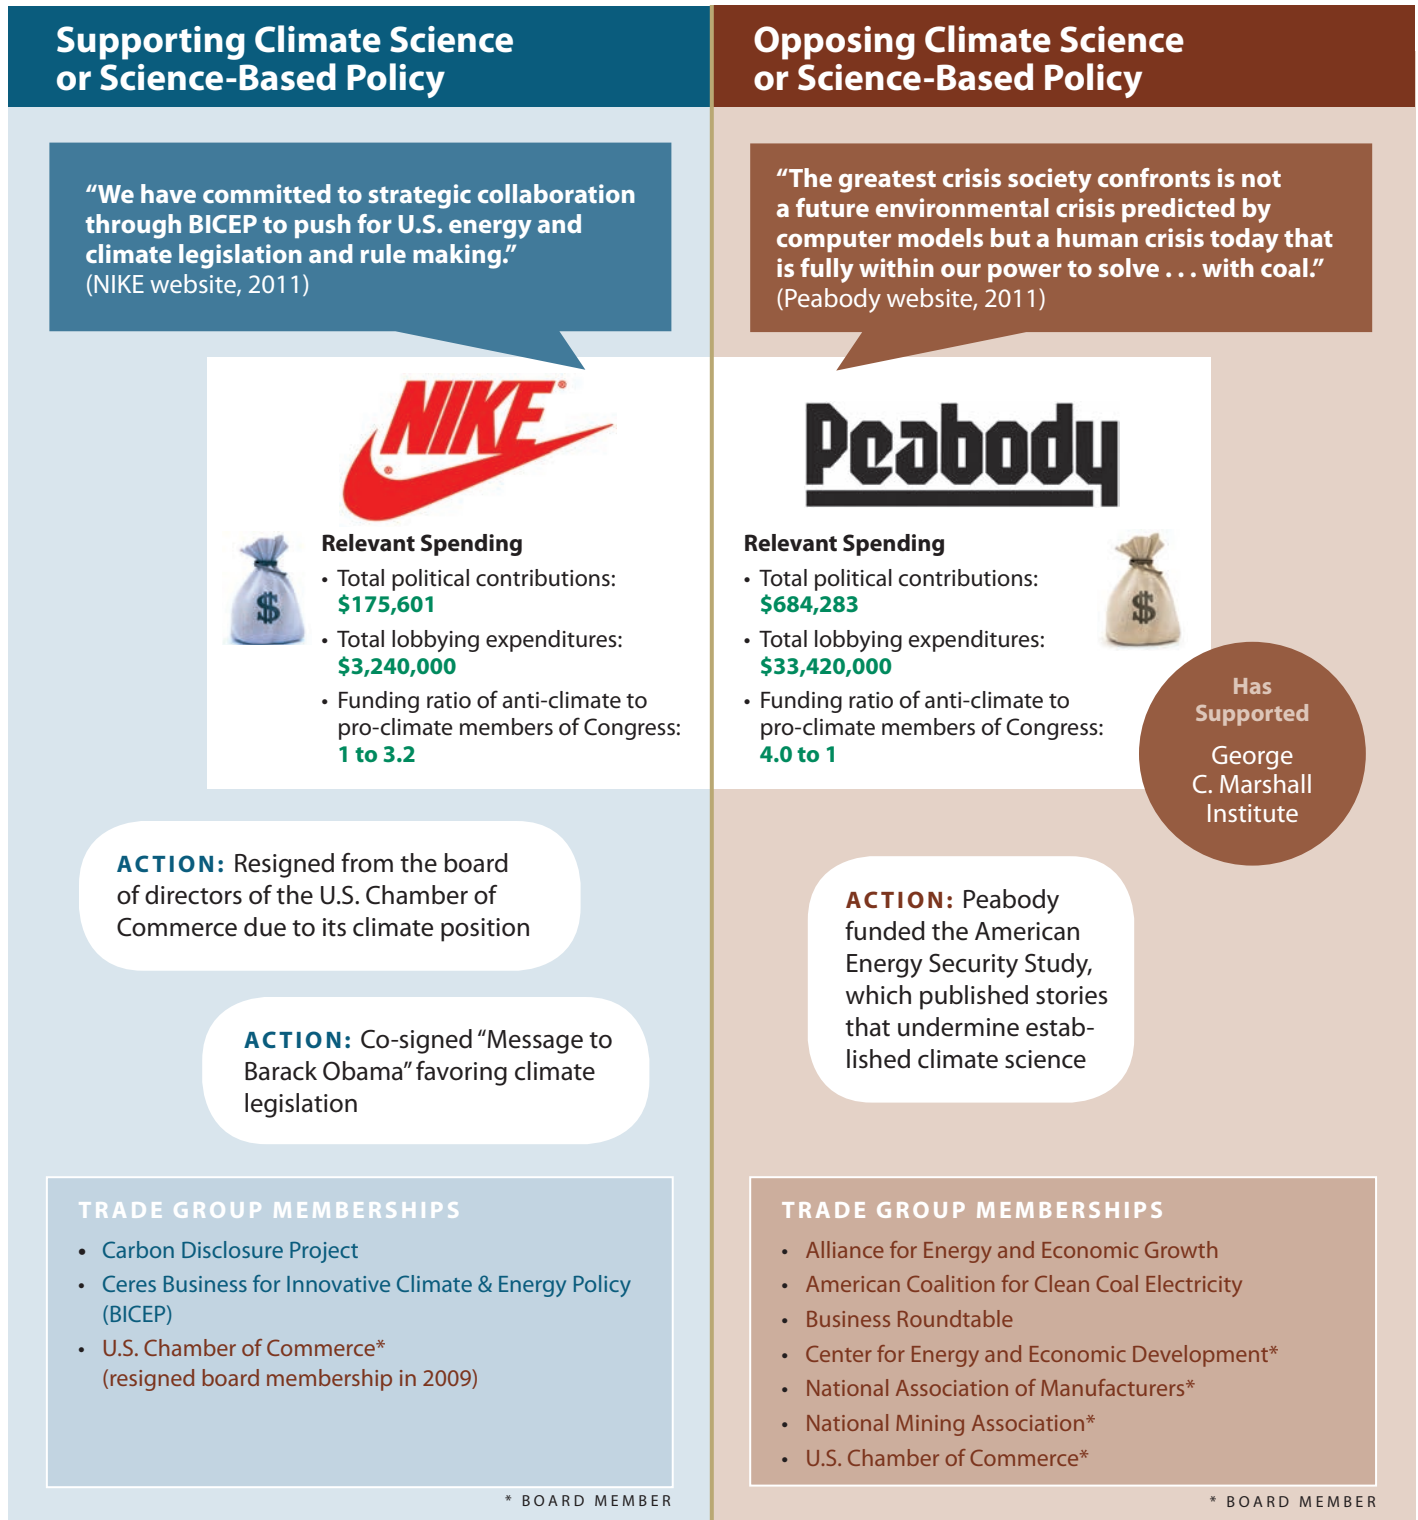 Supporting Climate Science
or Science-Based Policy
“We have committed to strategic collaboration
through BICEP to push for U.S. energy and
climate legislation and rule making.”
(NIKE website, 2011)
NIKE®
®
Relevant Spending
• Total political contributions:
$175,601
• Total lobbying expenditures:
$3,240,000
• Funding ratio of anti-climate to
pro-climate members of Congress:
1 to 3.2
$
ACTION: Resigned from the board
of directors of the U.S. Chamber of
Commerce due to its climate position
ACTION: Co-signed “Message to
Barack Obama” favoring climate
legislation
TRADE GROUP MEMBERSHIPS
• Carbon Disclosure Project
• Ceres Business for Innovative Climate & Energy Policy
(BICEP)
• U.S. Chamber of Commerce*
(resigned board membership in 2009)
* BOARD MEMBER
Opposing Climate Science
or Science-Based Policy
“The greatest crisis society confronts is not
a future environmental crisis predicted by
computer models but a human crisis today that
is fully within our power to solve . . . with coal.”
(Peabody website, 2011)
Peabody
Relevant Spending
• Total political contributions:
$684,283
• Total lobbying expenditures:
$33,420,000
• Funding ratio of anti-climate to
pro-climate members of Congress:
4.0 to 1
$
Has
Supported
George
C. Marshall
Institute
ACTION: Peabody
funded the American
Energy Security Study,
which published stories
that undermine estab-
lished climate science
TRADE GROUP MEMBERSHIPS
• Alliance for Energy and Economic Growth
• American Coalition for Clean Coal Electricity
• Business Roundtable
• Center for Energy and Economic Development*
• National Association of Manufacturers*
• National Mining Association*
• U.S. Chamber of Commerce*
* BOARD MEMBER